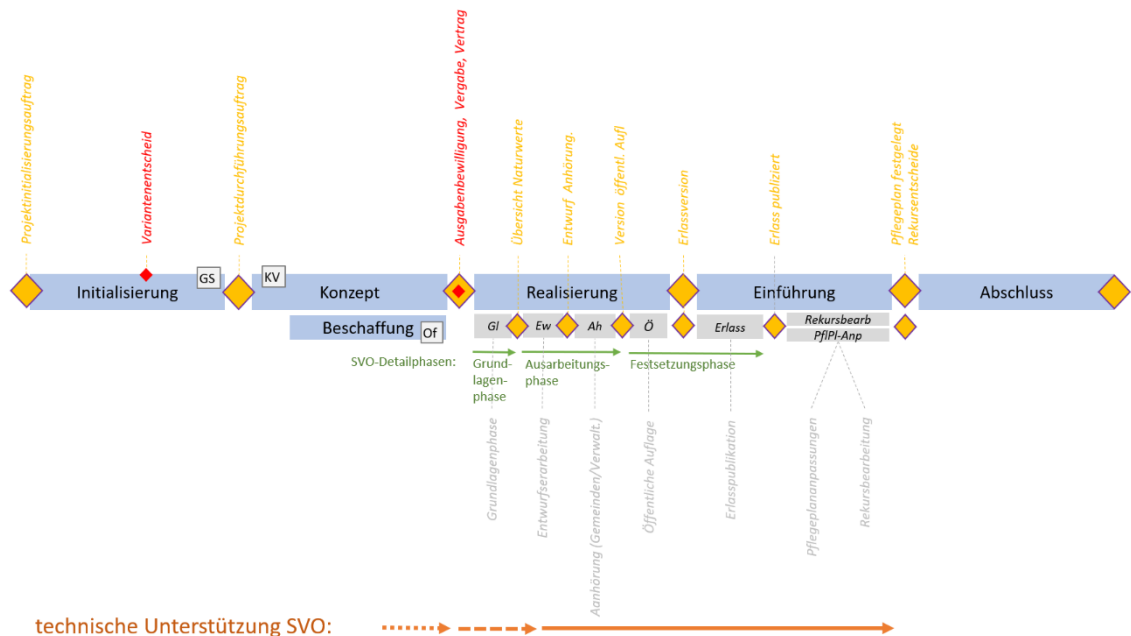 Projektinitialisierungsauftrag
Variantenentscheid
Projektdurchführungsauftrag
Ausgabenbewilligung, Vergabe, Vertrag
Übersicht Naturwerte
Entwurf Anhörung.
Version öffentl. Aufl
Erlassversion
Erlass publiziert
Pflegeplan festgelegt
Rekursentscheide
Initialisierung
GS
KV
Konzept
Realisierung
Einführung
Abschluss
Beschaffung
Of
Gl
Ew
Ah
Ö
Erlass
Rekursbearb
PflPl-Anp
SVO-Detailphasen:
Grund-
lagen-
phase
Ausarbeitungs-
phase
Festsetzungsphase
Grundlagenphase
Entwurfserarbeitung
Aanhörung (Gemeinden/Verwalt.)
Öffentliche Auflage
Erlasspublikation
Pflegeplananpassungen
Rekursbearbeitung
technische Unterstützung SVO: